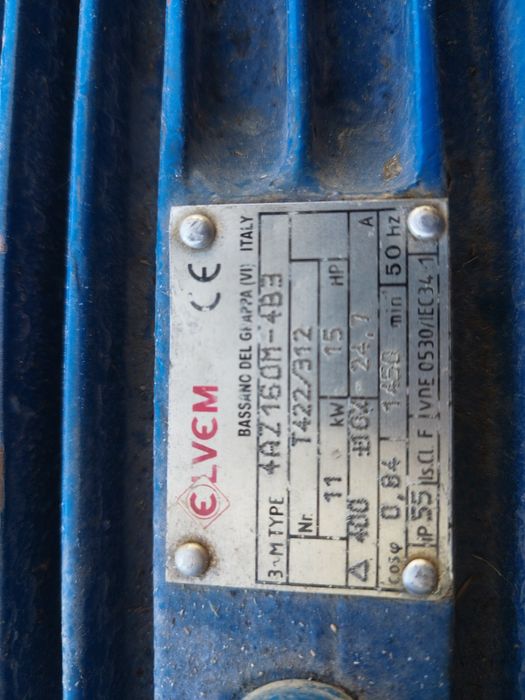 ELVEM CE
BASSANO DEL GRAPPA (VI) ITALY
3~M TYPE 4AZ160M-4B3
Nr. T422/312
11 kW 15 HP
△ 400 24,7 A
cosφ 0,84 1450 min 50 Hz
IP 55 Is.Cl. F VDE 0530/IEC34-1